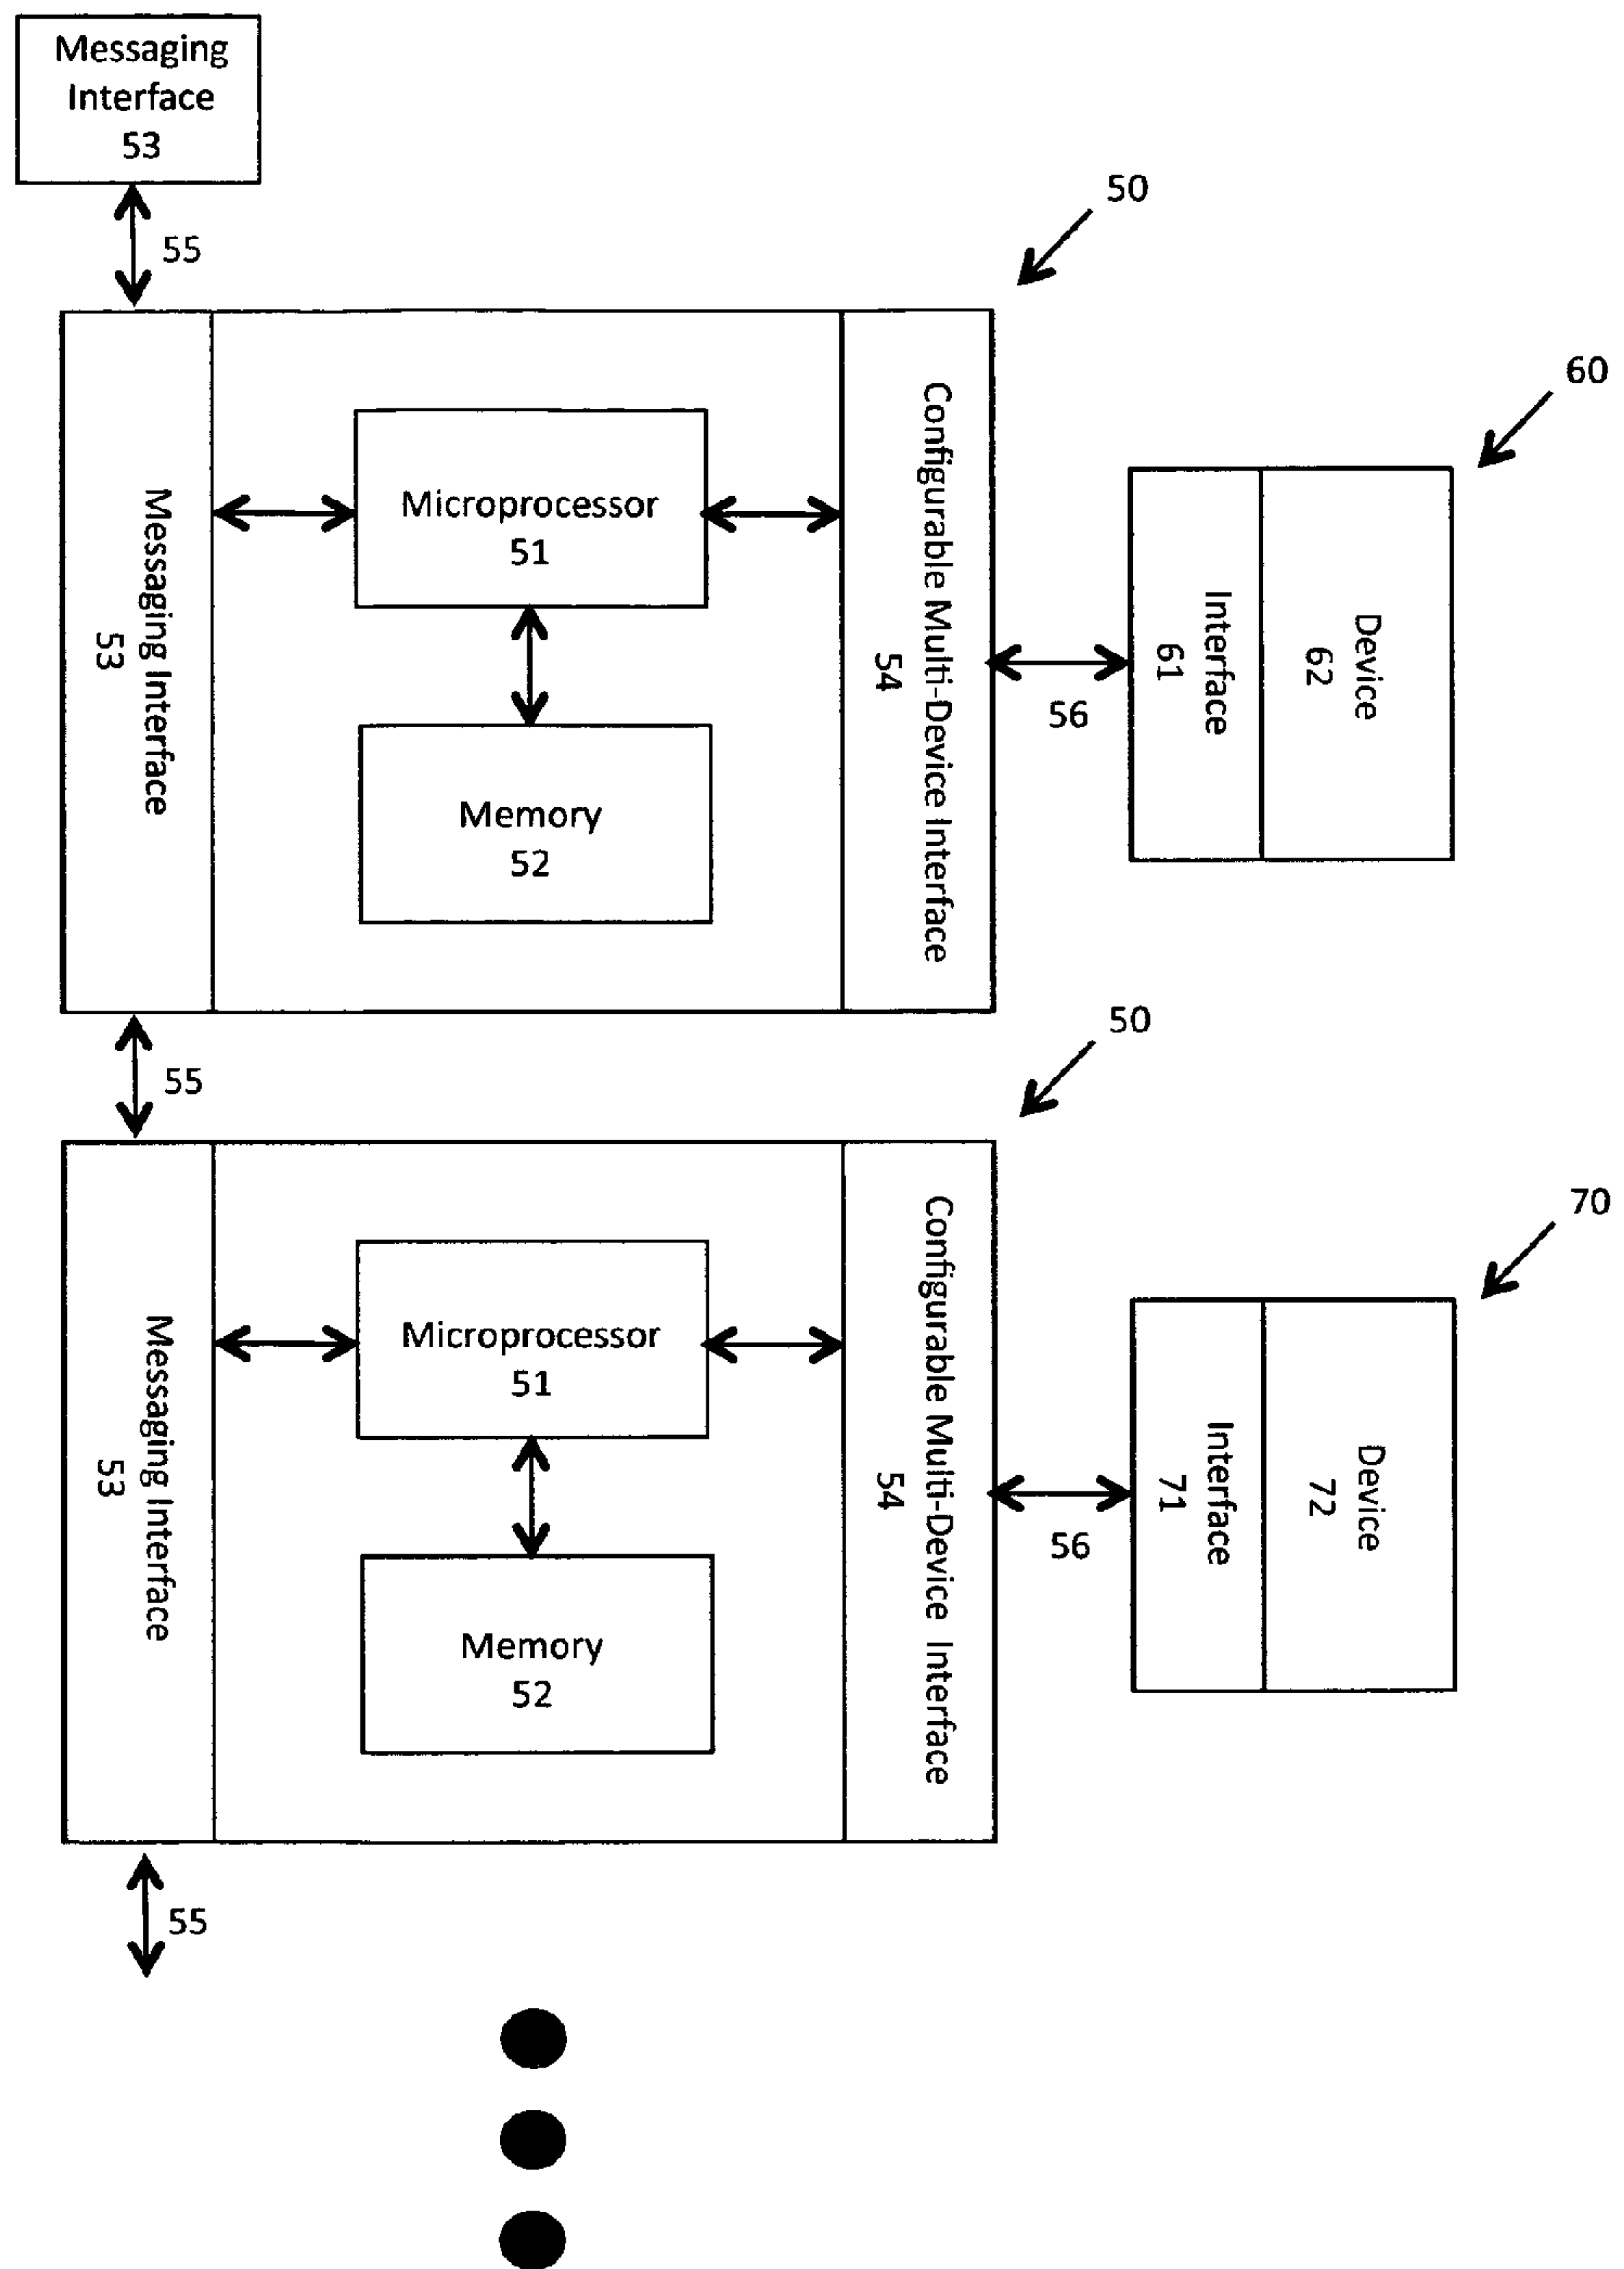 Messaging
Interface
53
55
50
60
Messaging Interface
53
Microprocessor
51
Memory
52
Configurable Multi-Device Interface
54
56
Interface
61
Device
62
55
50
70
Messaging Interface
53
Microprocessor
51
Memory
52
Configurable Multi-Device Interface
54
56
Interface
71
Device
72
55